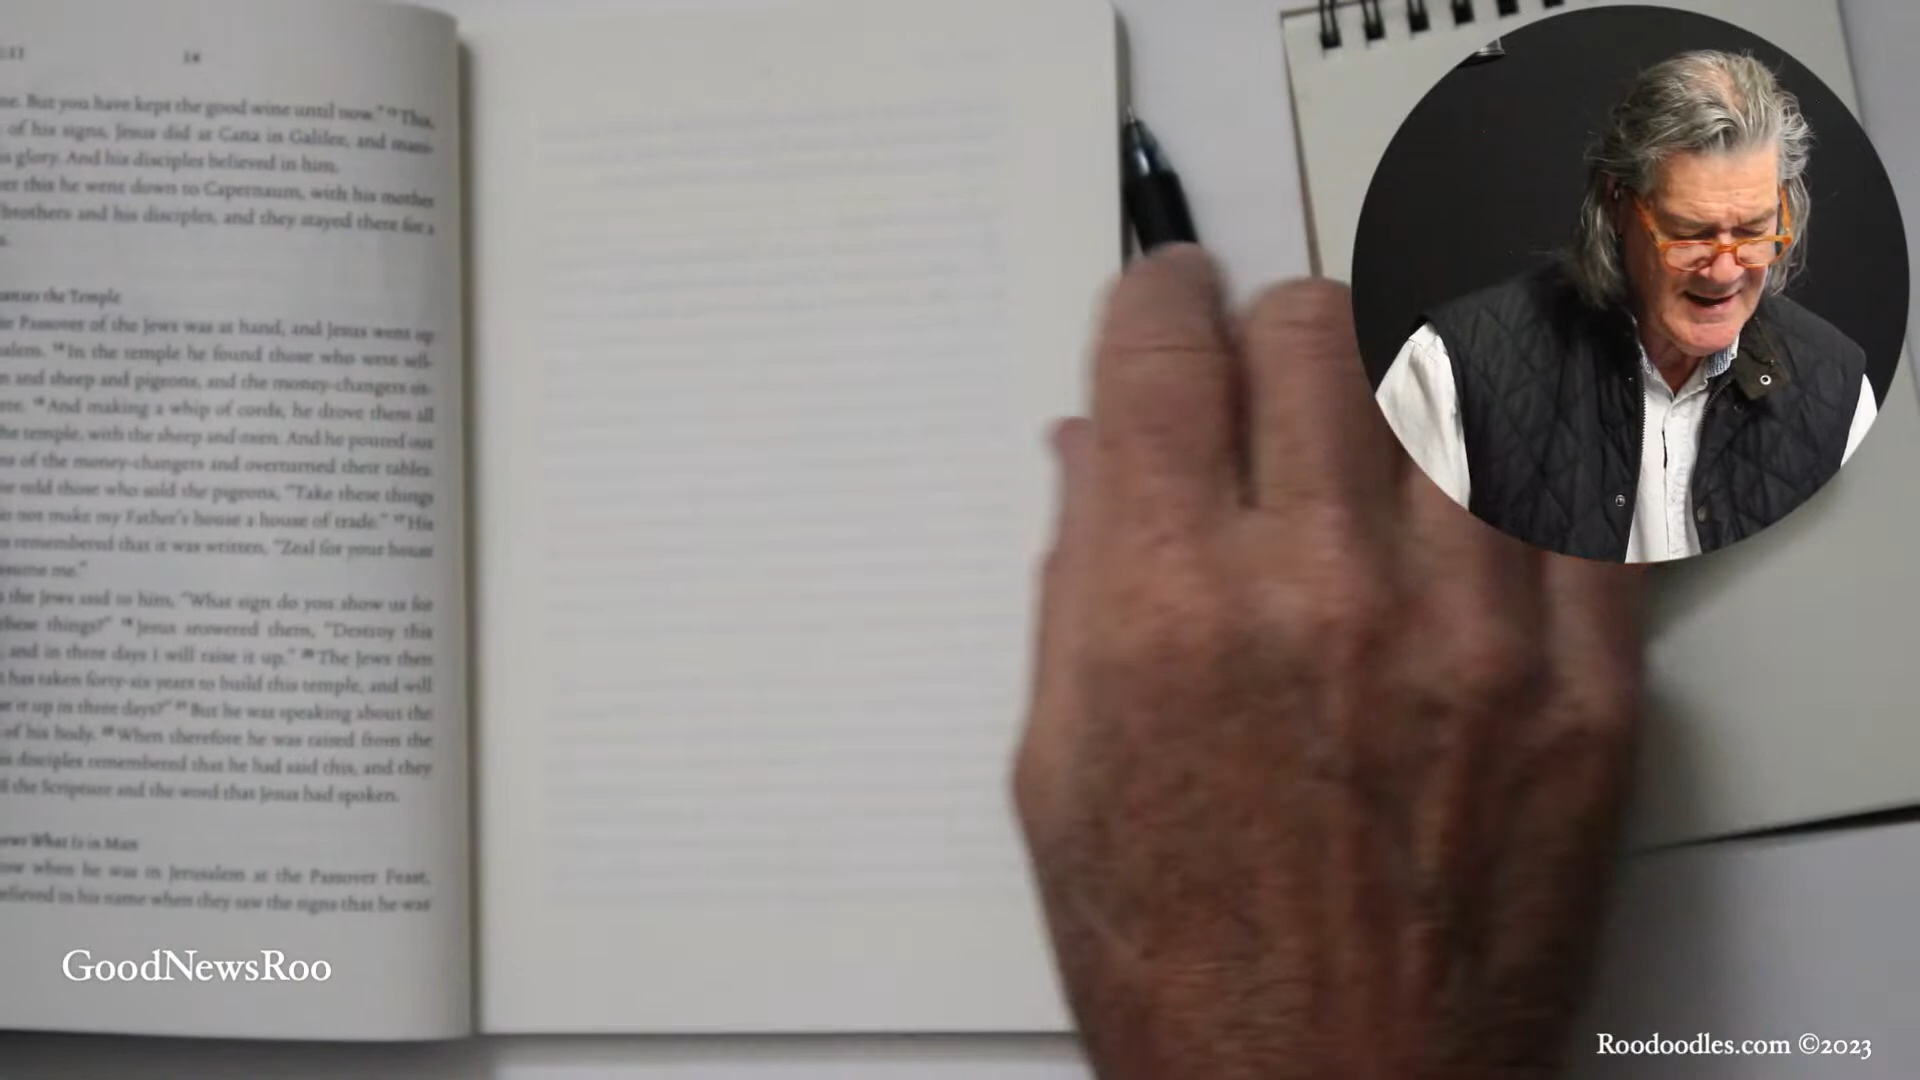 14
But you have kept the good wine until now." 11 This,
of his signs, Jesus did at Cana in Galilee, and mani-
glory. And his disciples believed in him.
this he went down to Capernaum, with his mother
brothers and his disciples, and they stayed there for a
the Temple
Passover of the Jews was at hand, and Jesus went up
14 In the temple he found those who were sell-
and sheep and pigeons, and the money-changers sit-
15 And making a whip of cords, he drove them all
temple, with the sheep and oxen. And he poured out
of the money-changers and overturned their tables.
told those who sold the pigeons, "Take these things
not make my Father's house a house of trade." 17 His
remembered that it was written, "Zeal for your house
me."
the Jews said to him, "What sign do you show us for
these things?" 19 Jesus answered them, "Destroy this
and in three days I will raise it up." 20 The Jews then
has taken forty-six years to build this temple, and will
it up in three days?" 21 But he was speaking about the
of his body. 22 When therefore he was raised from the
disciples remembered that he had said this, and they
the Scripture and the word that Jesus had spoken.
What Is in Man
when he was in Jerusalem at the Passover Feast,
believed in his name when they saw the signs that he was
GoodNewsRoo
Roodoodles.com ©2023